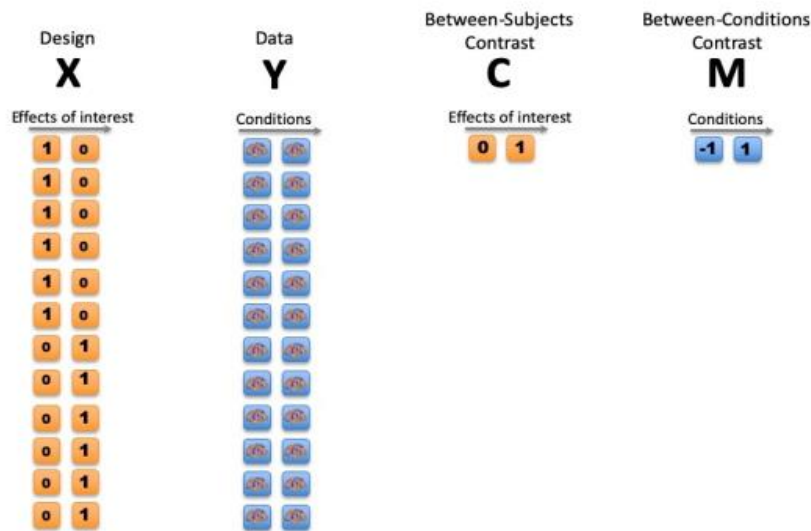 Design
X
Effects of interest
1 0
1 0
1 0
1 0
1 0
1 0
0 1
0 1
0 1
0 1
0 1
0 1
Data
Y
Conditions
Between-Subjects
Contrast
C
Effects of interest
0 1
Between-Conditions
Contrast
M
Conditions
-1 1